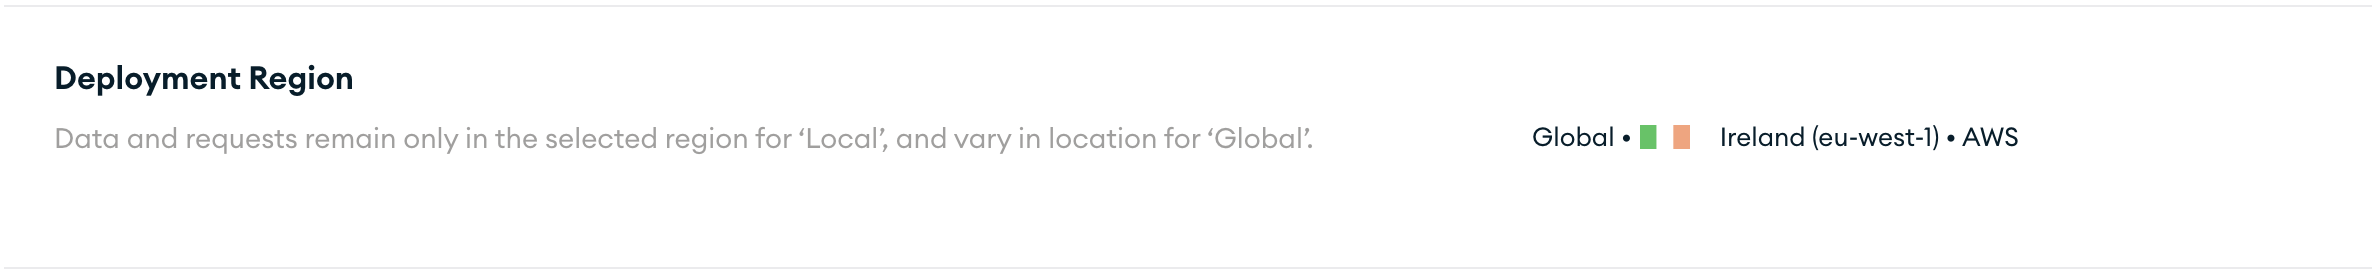 Deployment Region
Data and requests remain only in the selected region for ‘Local’, and vary in location for ‘Global’.
Global • Ireland (eu-west-1) • AWS